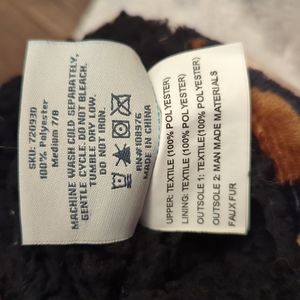 SKU: 720930
100% Polyester
Medium 7/8
MACHINE WASH COLD SEPARATELY,
GENTLE CYCLE. DO NOT BLEACH.
TUMBLE DRY LOW.
DO NOT IRON.
RN#108976
MADE IN CHINA
UPPER: TEXTILE (100% POLYESTER)
LINING: TEXTILE (100% POLYESTER)
OUTSOLE 1: TEXTILE(100% POLYESTER)
OUTSOLE 2: MAN MADE MATERIALS
FAUX FUR